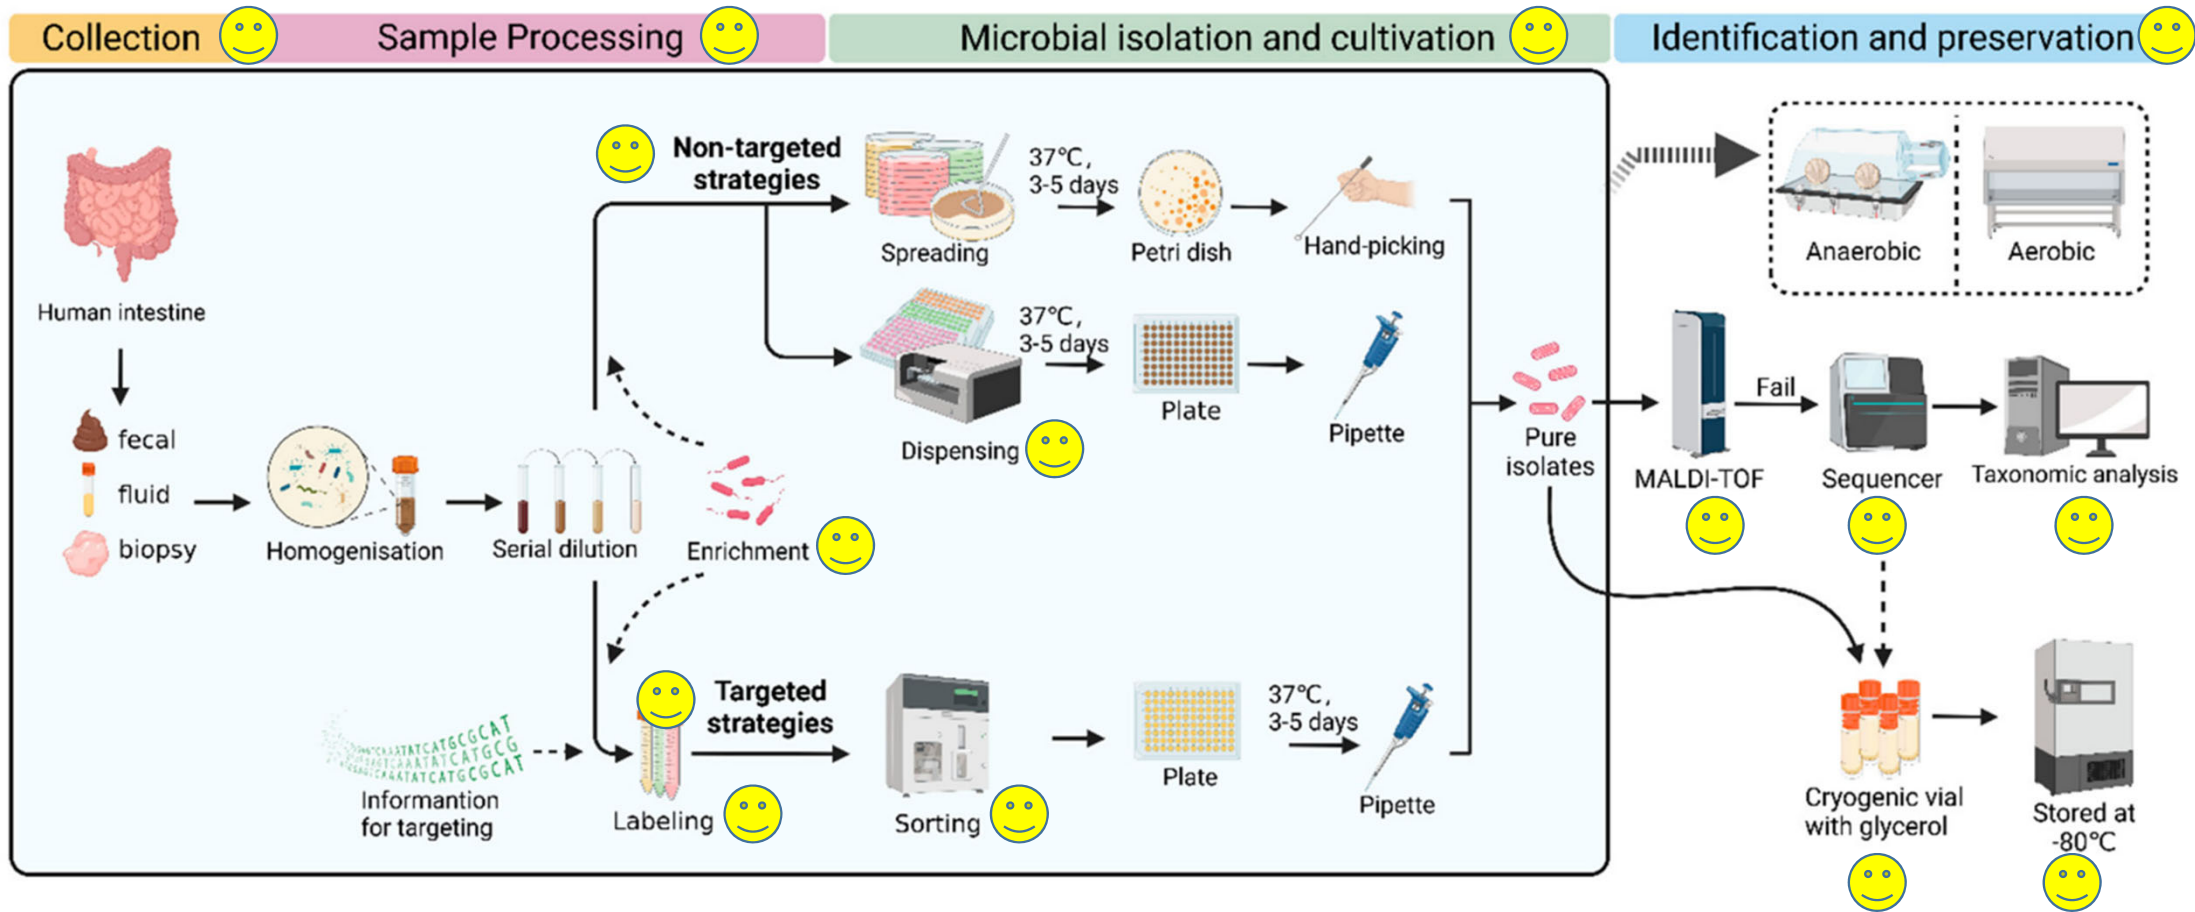 Collection
Sample Processing
Microbial isolation and cultivation
Identification and preservation
Human intestine
fecal
fluid
biopsy
Homogenisation
Serial dilution
Enrichment
Non-targeted
strategies
Spreading
37°C,
3-5 days
Petri dish
Hand-picking
Dispensing
37°C,
3-5 days
Plate
Pipette
Informantion
for targeting
Labeling
Targeted
strategies
Sorting
Plate
37°C,
3-5 days
Pipette
Pure
isolates
Anaerobic
Aerobic
MALDI-TOF
Fail
Sequencer
Taxonomic analysis
Cryogenic vial
with glycerol
Stored at
-80°C